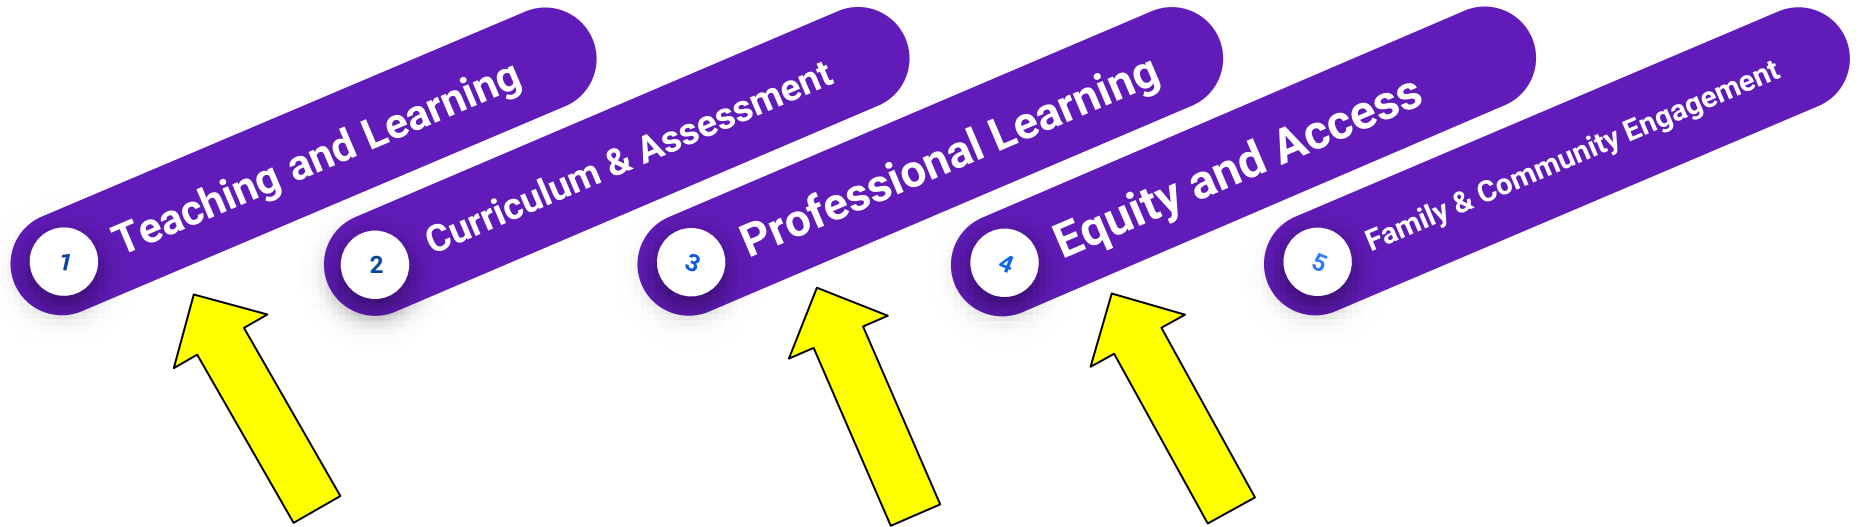 1 Teaching and Learning
2 Curriculum & Assessment
3 Professional Learning
4 Equity and Access
5 Family & Community Engagement